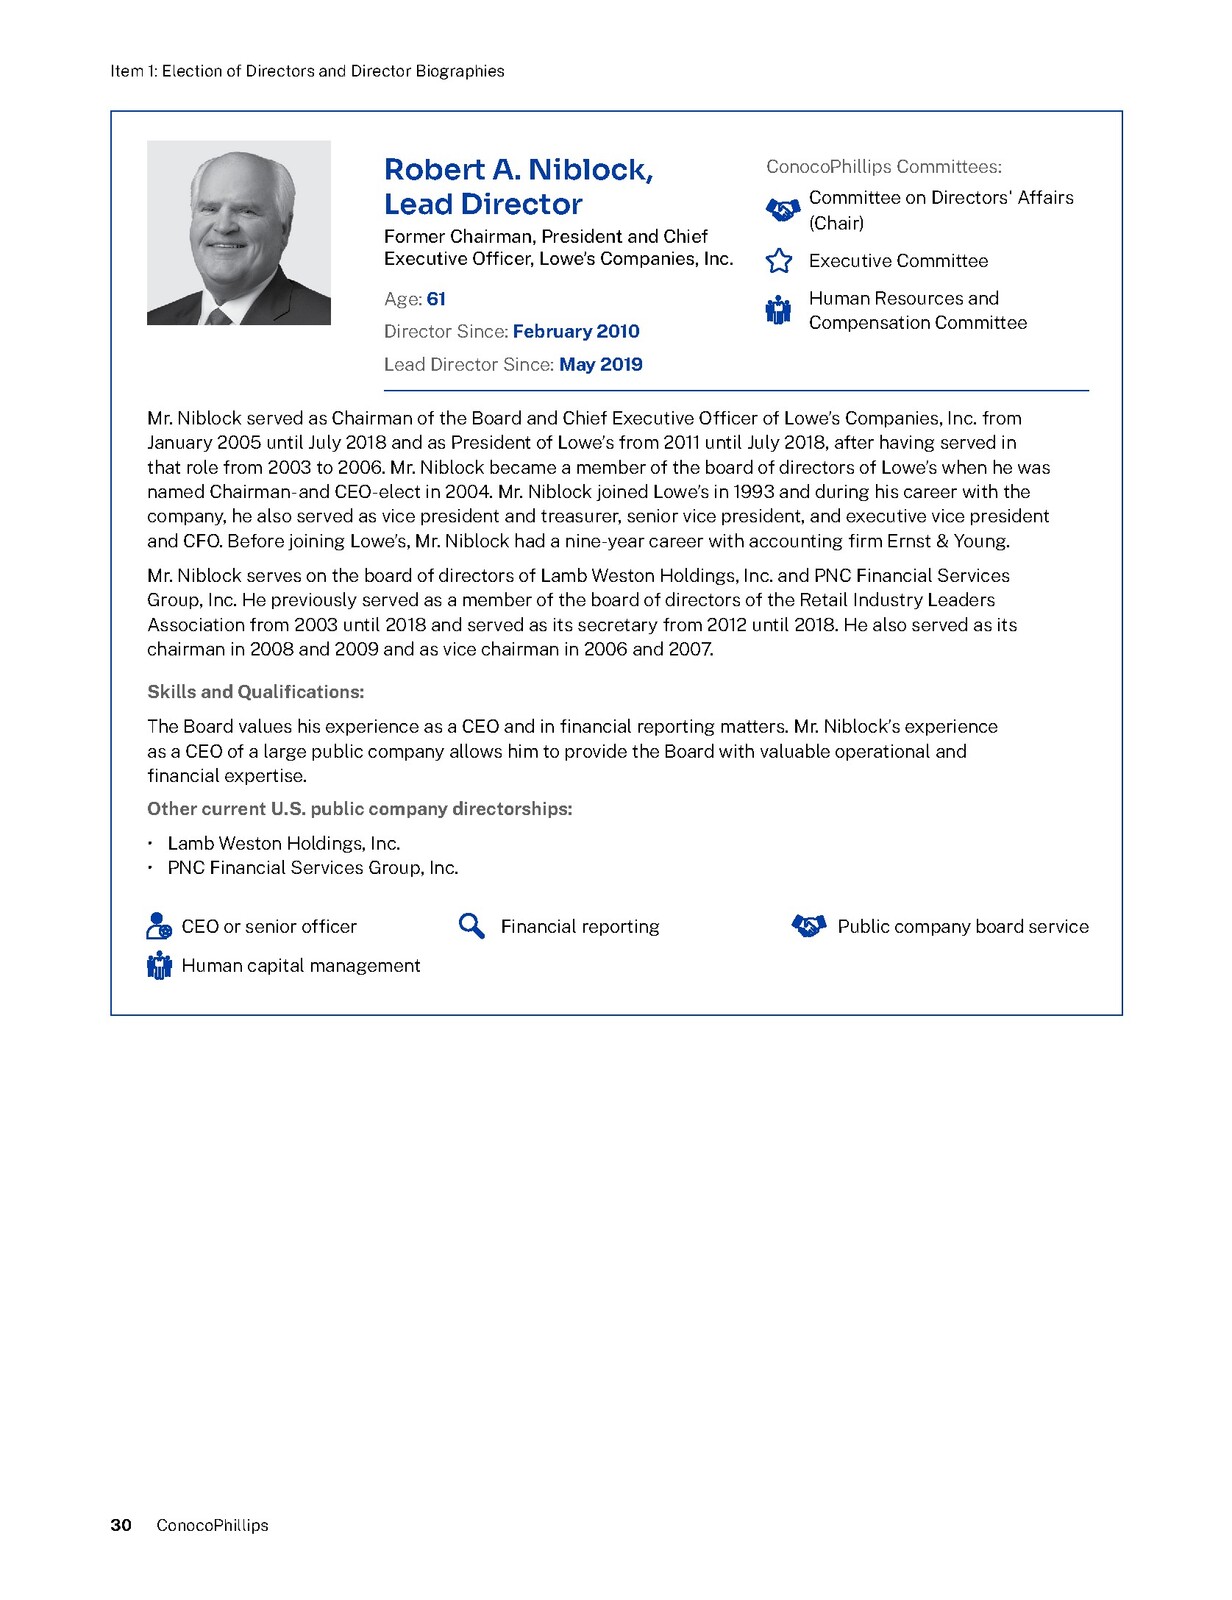 Item 1: Election of Directors and Director Biographies
Robert A. Niblock,
Lead Director
Former Chairman, President and Chief
Executive Officer, Lowe's Companies, Inc.
Age: 61
Director Since: February 2010
Lead Director Since: May 2019
ConocoPhillips Committees:
Committee on Directors' Affairs
(Chair)
Executive Committee
Human Resources and
Compensation Committee
Mr. Niblock served as Chairman of the Board and Chief Executive Officer of Lowe's Companies, Inc. from
January 2005 until July 2018 and as President of Lowe's from 2011 until July 2018, after having served in
that role from 2003 to 2006. Mr. Niblock became a member of the board of directors of Lowe's when he was
named Chairman-and CEO-elect in 2004. Mr. Niblock joined Lowe's in 1993 and during his career with the
company, he also served as vice president and treasurer, senior vice president, and executive vice president
and CFO. Before joining Lowe's, Mr. Niblock had a nine-year career with accounting firm Ernst & Young.
Mr. Niblock serves on the board of directors of Lamb Weston Holdings, Inc. and PNC Financial Services
Group, Inc. He previously served as a member of the board of directors of the Retail Industry Leaders
Association from 2003 until 2018 and served as its secretary from 2012 until 2018. He also served as its
chairman in 2008 and 2009 and as vice chairman in 2006 and 2007.
Skills and Qualifications:
The Board values his experience as a CEO and in financial reporting matters. Mr. Niblock's experience
as a CEO of a large public company allows him to provide the Board with valuable operational and
financial expertise.
Other current U.S. public company directorships:
• Lamb Weston Holdings, Inc.
• PNC Financial Services Group, Inc.
CEO or senior officer
Financial reporting
Public company board service
Human capital management
30 ConocoPhillips